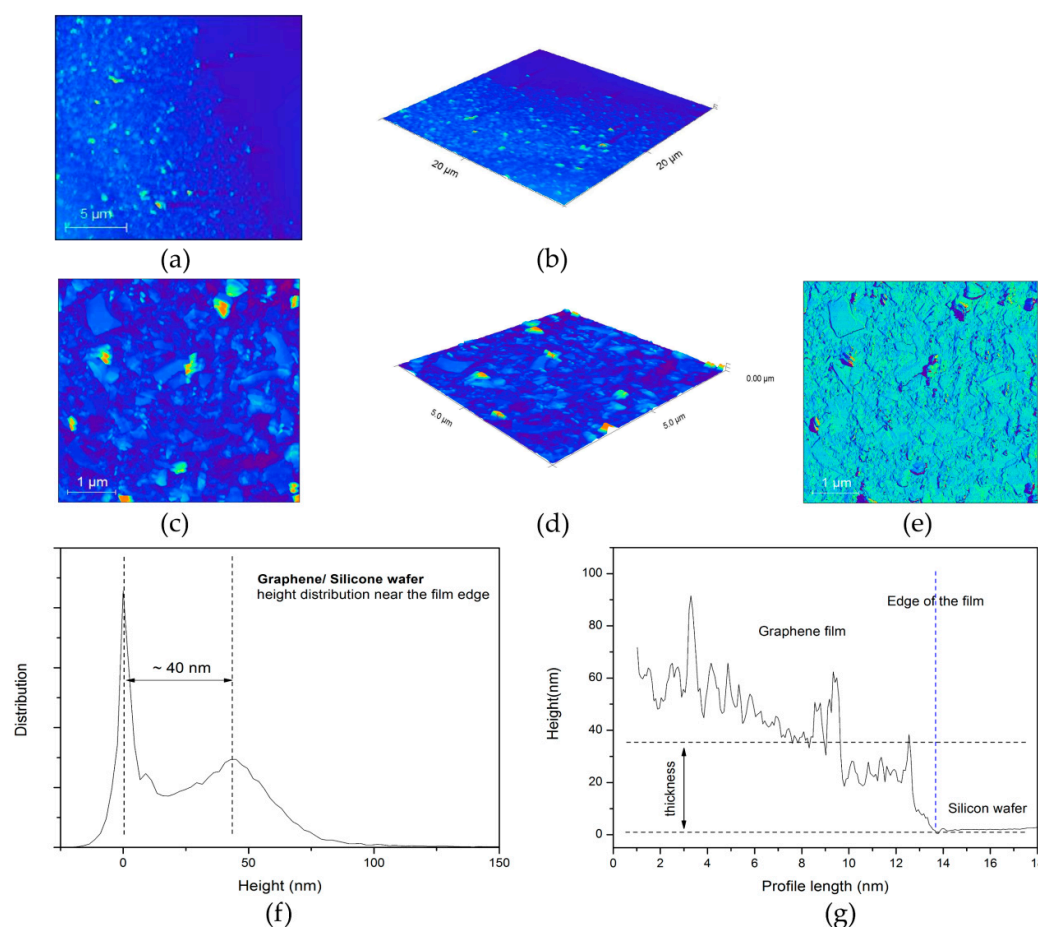 5 µm
(a)
20 µm
20 µm
(b)
1 µm
(c)
5.0 µm
5.0 µm
0.00 µm
(d)
1 µm
(e)
Graphene/ Silicone wafer
height distribution near the film edge
~ 40 nm
Distribution
0
50
100
150
Height (nm)
(f)
100
80
60
40
20
0
Height(nm)
Edge of the film
Graphene film
thickness
Silicon wafer
0 2 4 6 8 10 12 14 16 18
Profile length (nm)
(g)